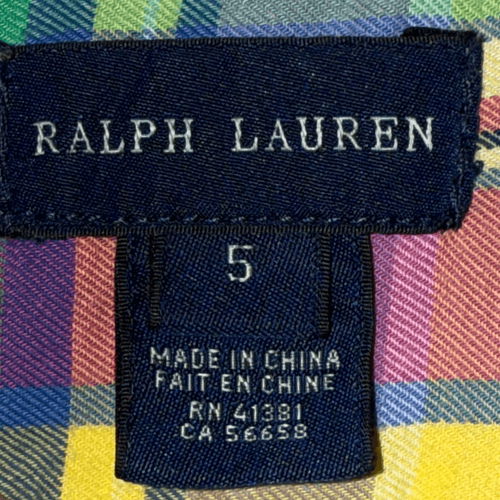 RALPH LAUREN
5
MADE IN CHINA
FAIT EN CHINE
RN 41381
CA 56658